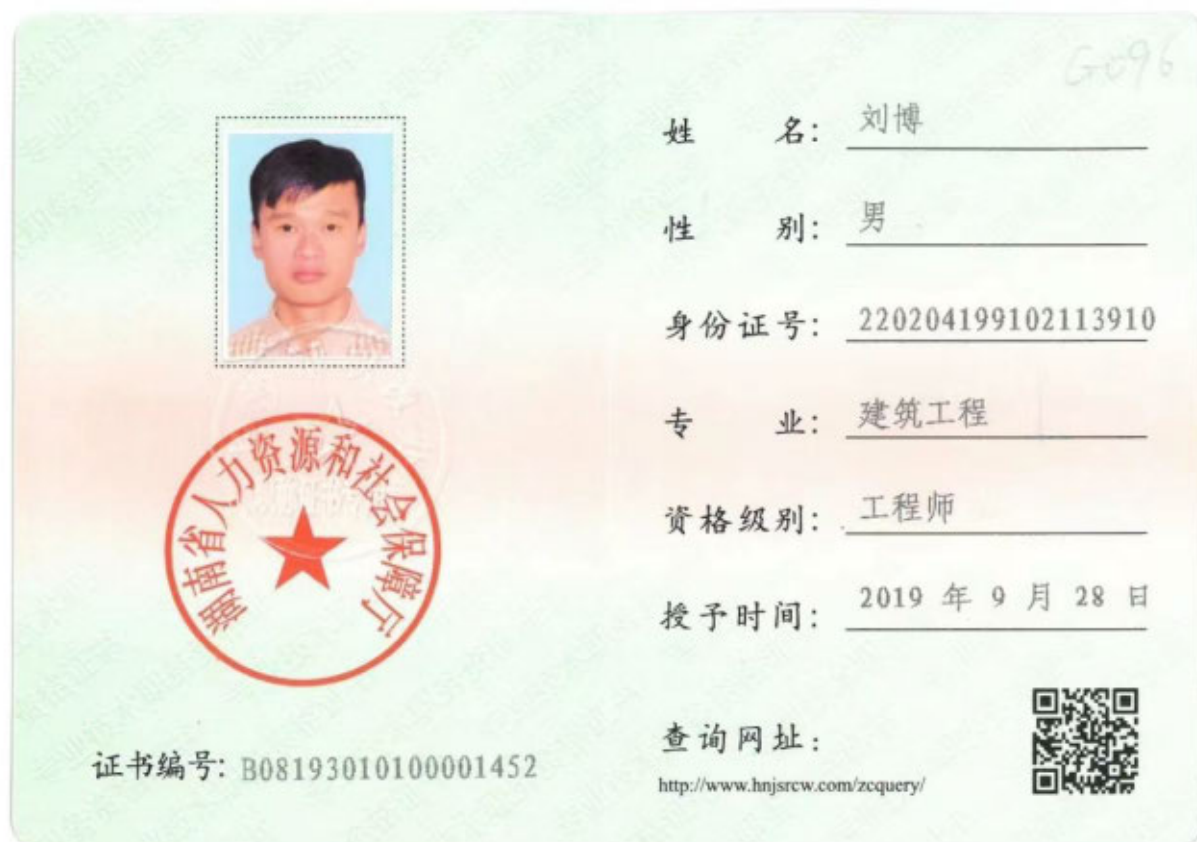 G096
姓 名：刘博
性 别：男
身份证号：220204199102113910
专 业：建筑工程
资格级别：工程师
授予时间：2019 年 9 月 28 日
湖南省人力资源和社会保障厅
证书编号：B08193010100001452
查询网址：
http://www.hnjsrcw.com/zcquery/